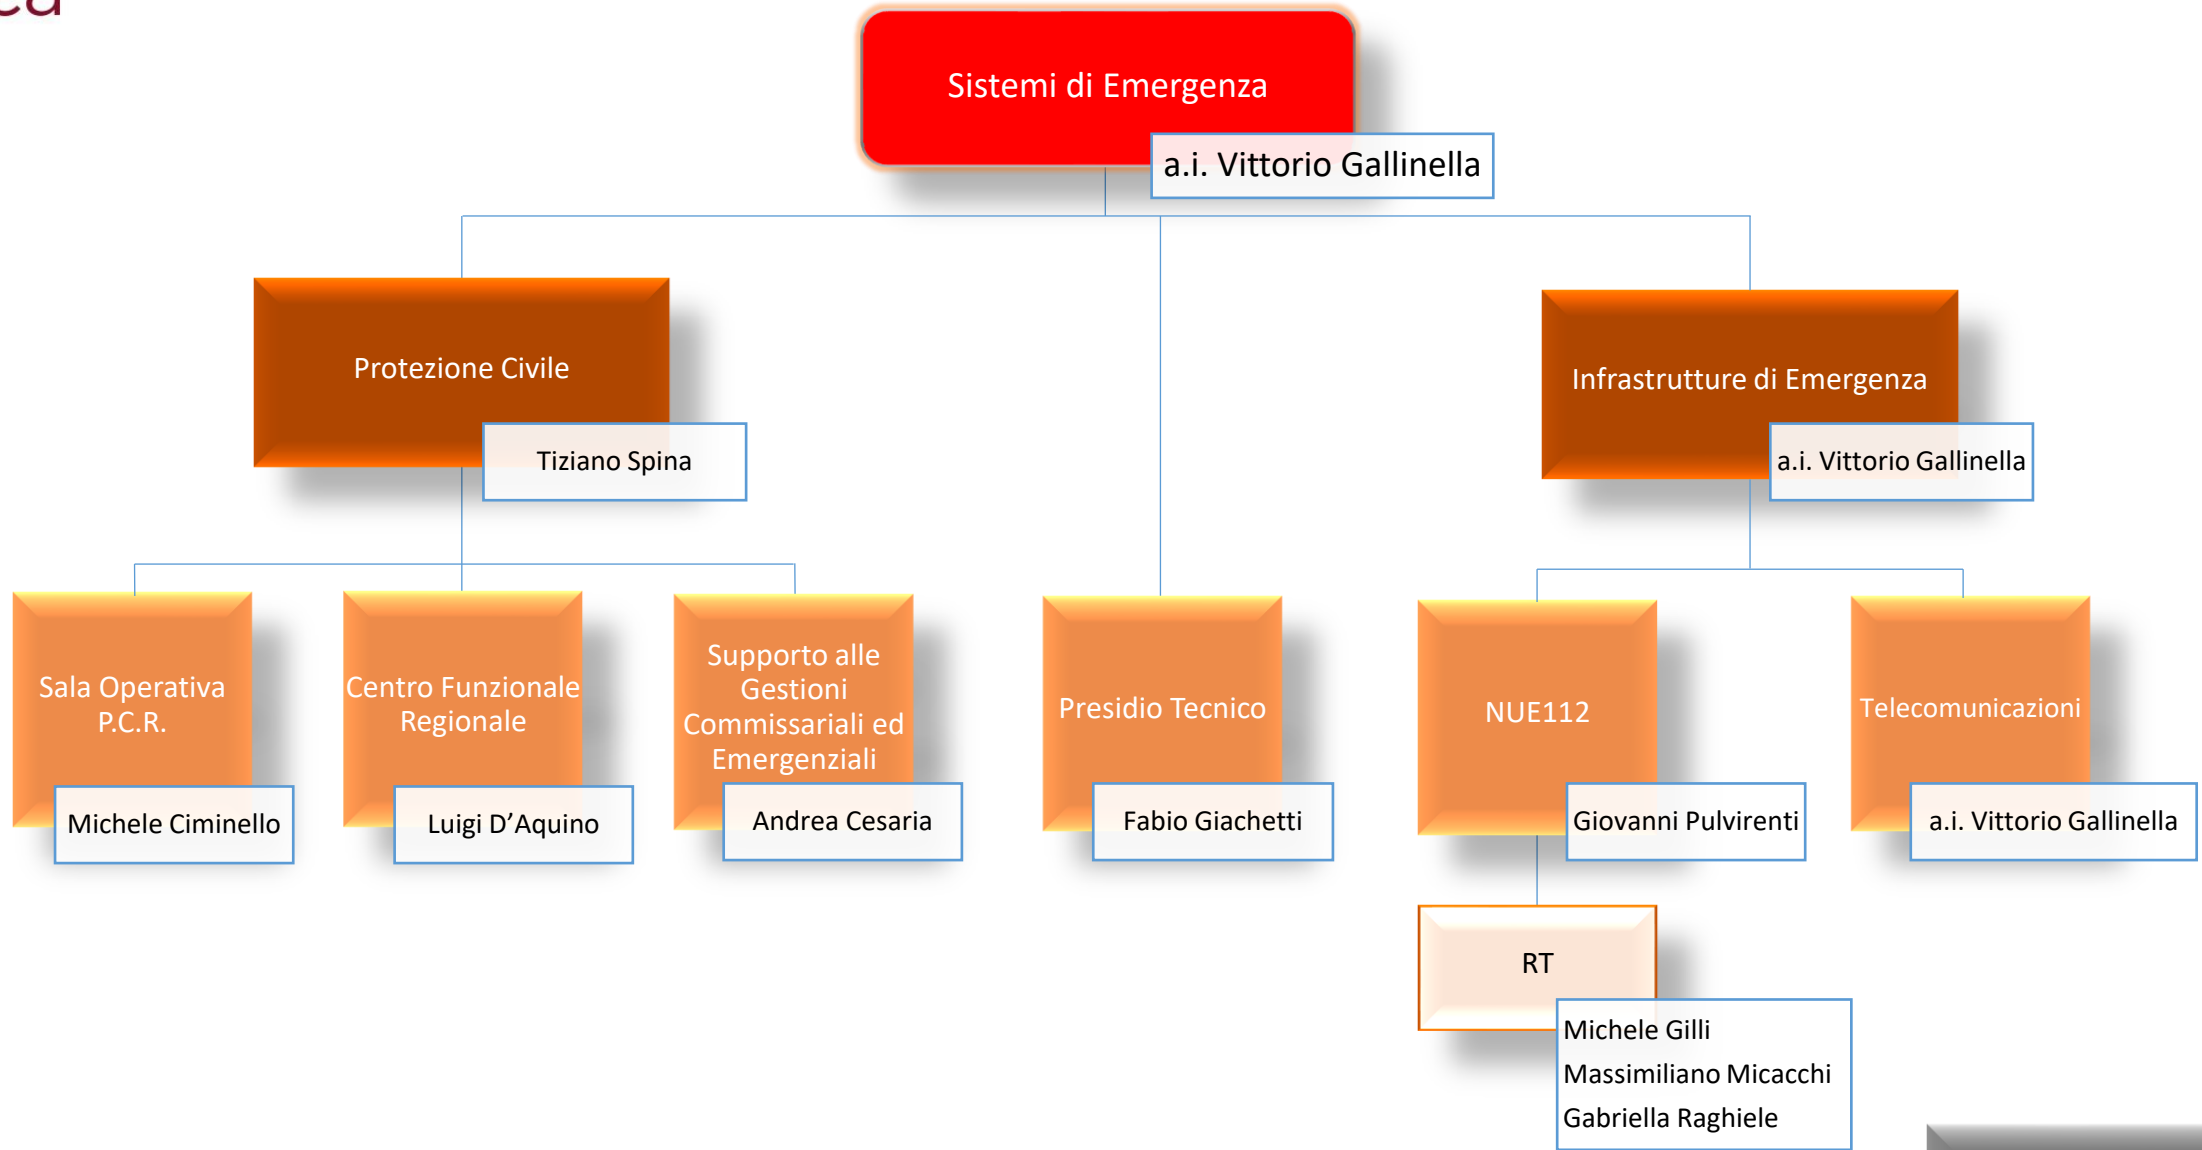 Sistemi di Emergenza
a.i. Vittorio Gallinella
Protezione Civile
Tiziano Spina
Infrastrutture di Emergenza
a.i. Vittorio Gallinella
Sala Operativa
P.C.R.
Michele Ciminello
Centro Funzionale
Regionale
Luigi D’Aquino
Supporto alle
Gestioni
Commissariali ed
Emergenziali
Andrea Cesaria
Presidio Tecnico
Fabio Giachetti
NUE112
Giovanni Pulvirenti
Telecomunicazioni
a.i. Vittorio Gallinella
RT
Michele Gilli
Massimiliano Micacchi
Gabriella Raghiele